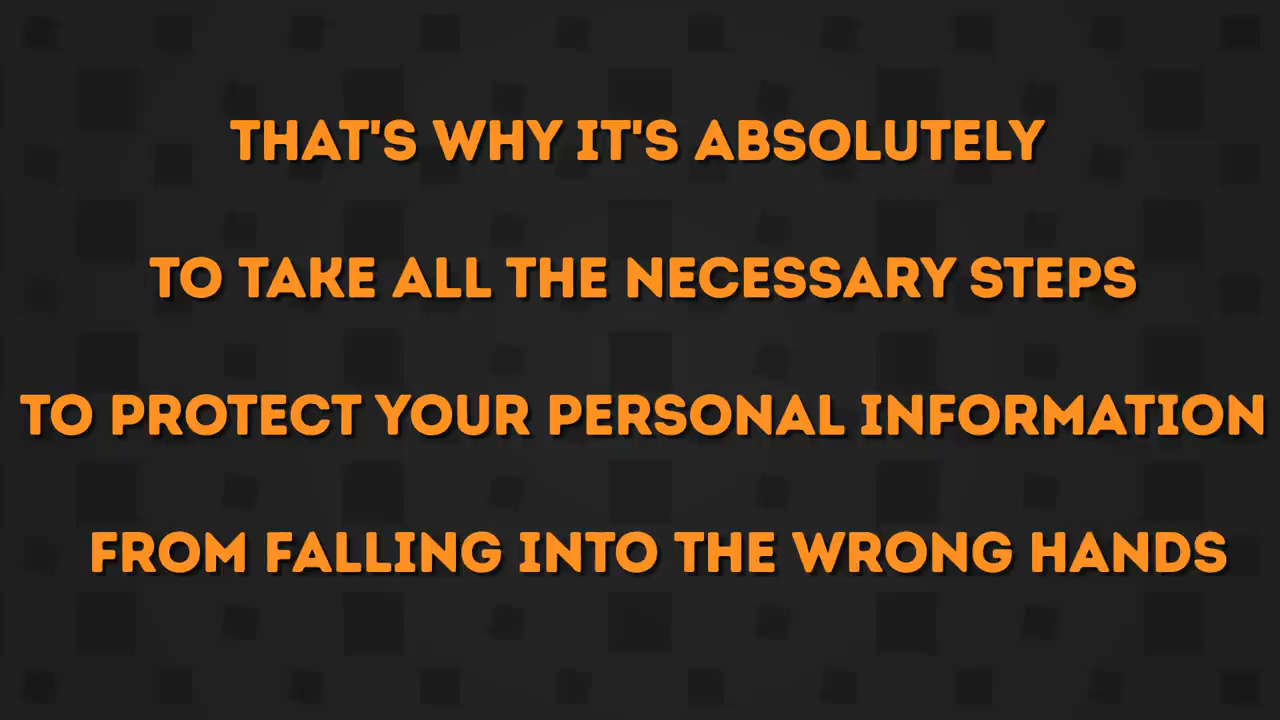 THAT'S WHY IT'S ABSOLUTELY
TO TAKE ALL THE NECESSARY STEPS
TO PROTECT YOUR PERSONAL INFORMATION
FROM FALLING INTO THE WRONG HANDS